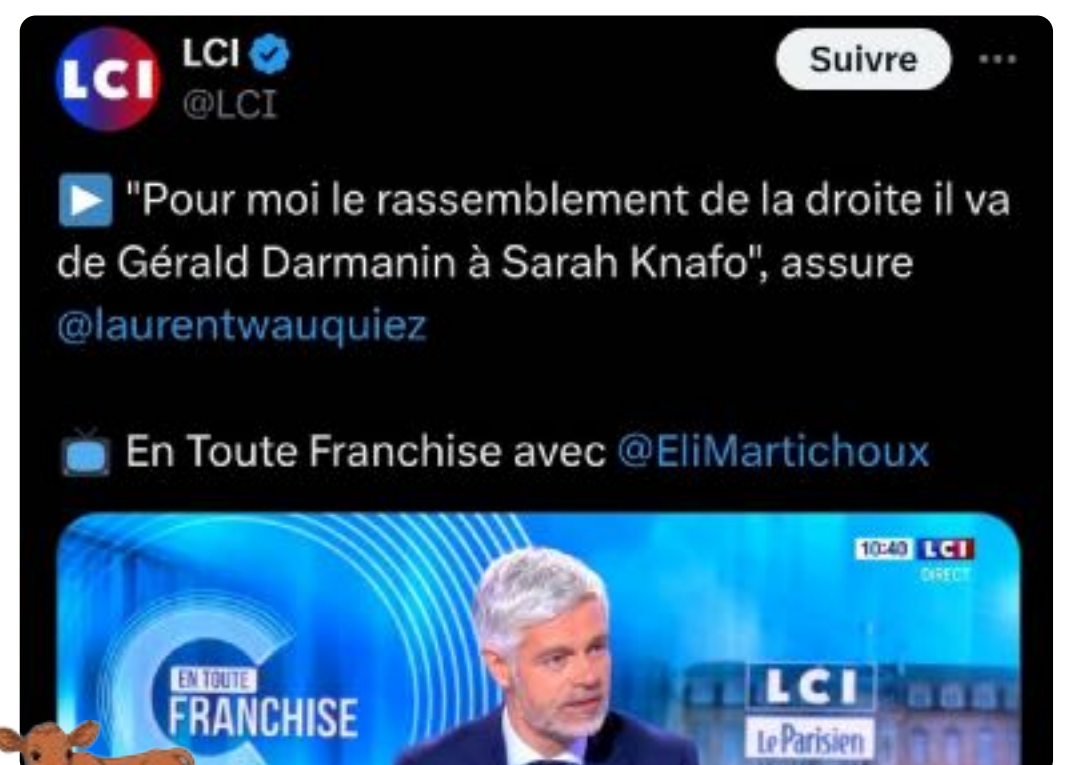 LCI
LCI
@LCI
Suivre
"Pour moi le rassemblement de la droite il va
de Gérald Darmanin à Sarah Knafo", assure
@laurentwauquiez
En Toute Franchise avec @EliMartichoux
10:40 LCI
DIRECT
EN TOUTE
FRANCHISE
LCI
Le Parisien